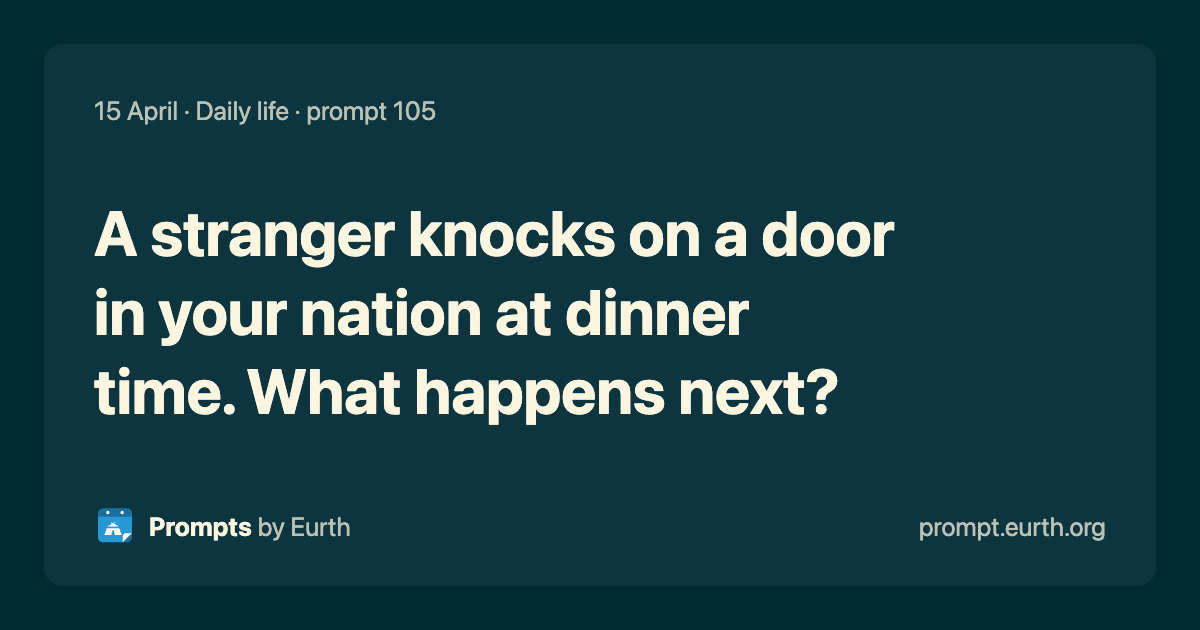 15 April · Daily life · prompt 105
A stranger knocks on a door
in your nation at dinner
time. What happens next?
Prompts by Eurth
prompt.eurth.org